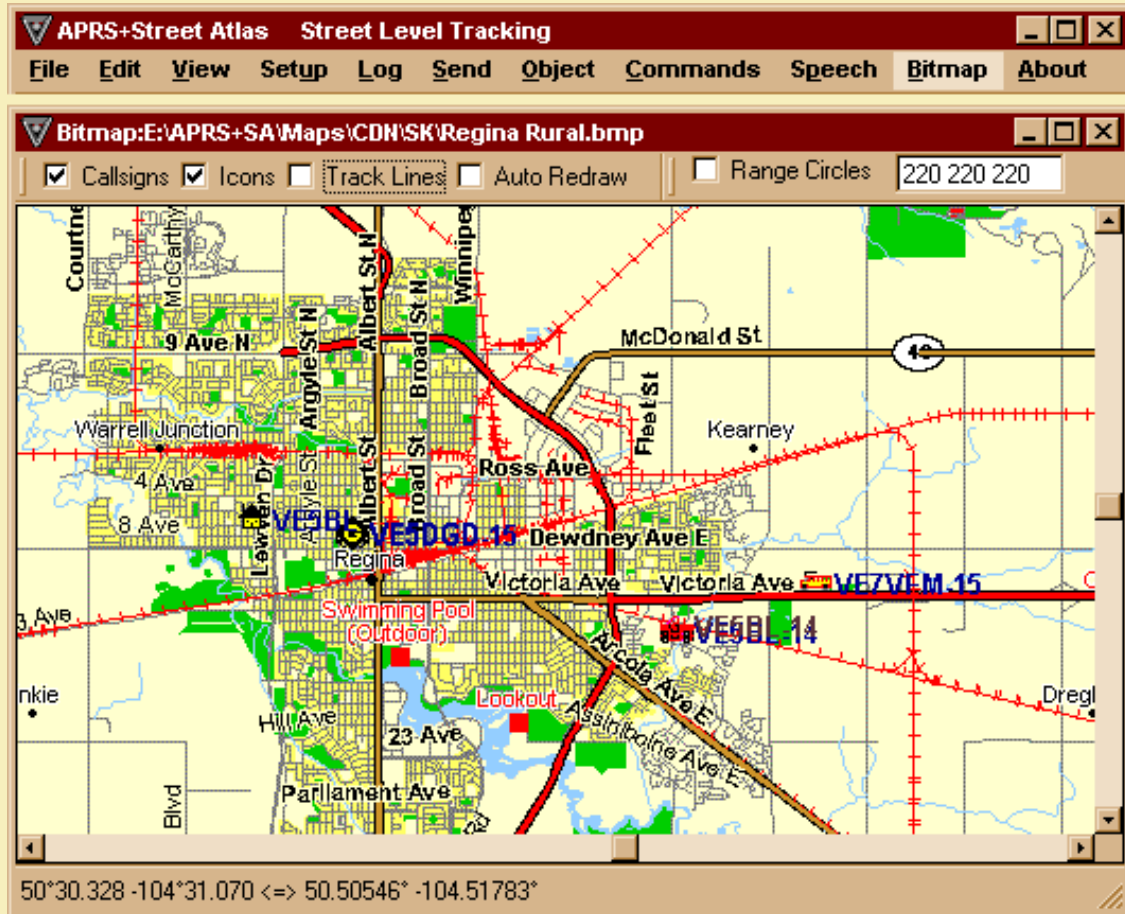 APRS+Street Atlas Street Level Tracking
File Edit View Setup Log Send Object Commands Speech Bitmap About
Bitmap:E:\APRS+SA\Maps\CDN\SK\Regina Rural.bmp
Callsigns Icons Track Lines Auto Redraw Range Circles 220 220 220
Courtne
McCarthy
Argyle St N
Albert St N
Broad St N
Winnipeg
9 Ave N
McDonald St
Fleet St
Warrell Junction
Kearney
4 Ave
Ross Ave
Albert St
8 Ave
Lewvan Dr
VE5DGD-15
Dewdney Ave E
Regina
Victoria Ave
Victoria Ave E
VE7VFM-15
Swimming Pool
(Outdoor)
VE5BL-14
Arcola Ave E
nkie
Lookout
Dregl
Hill Ave
23 Ave
Assiniboine Ave E
Parliament Ave
Blvd
50°30.328 -104°31.070 <=> 50.50546° -104.51783°